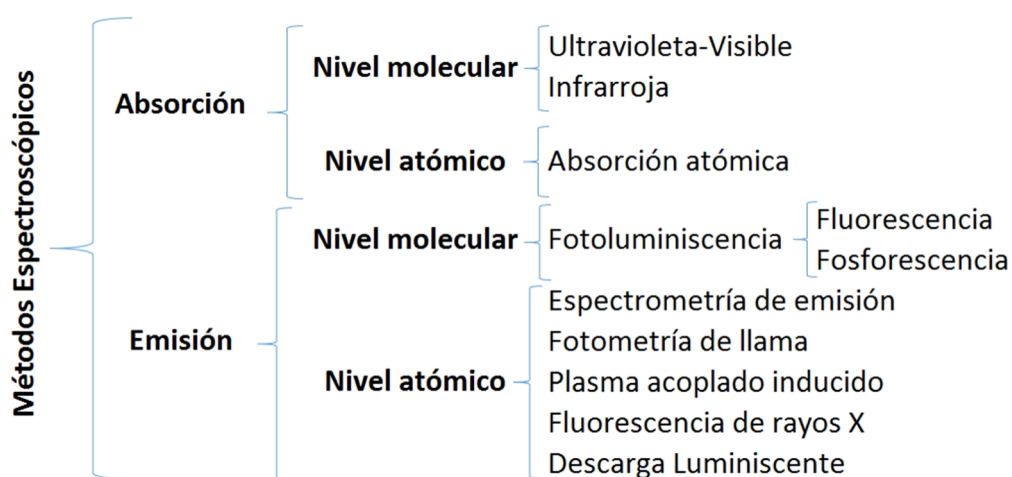 Métodos Espectroscópicos
Absorción
Nivel molecular
Ultravioleta-Visible
Infrarroja
Nivel atómico
Absorción atómica
Emisión
Nivel molecular
Fotoluminiscencia
Fluorescencia
Fosforescencia
Nivel atómico
Espectrometría de emisión
Fotometría de llama
Plasma acoplado inducido
Fluorescencia de rayos X
Descarga Luminiscente